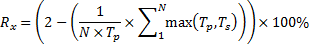 R_x = (2 − (1/(N × T_p) × ∑_1^N max(T_p, T_s))) × 100%